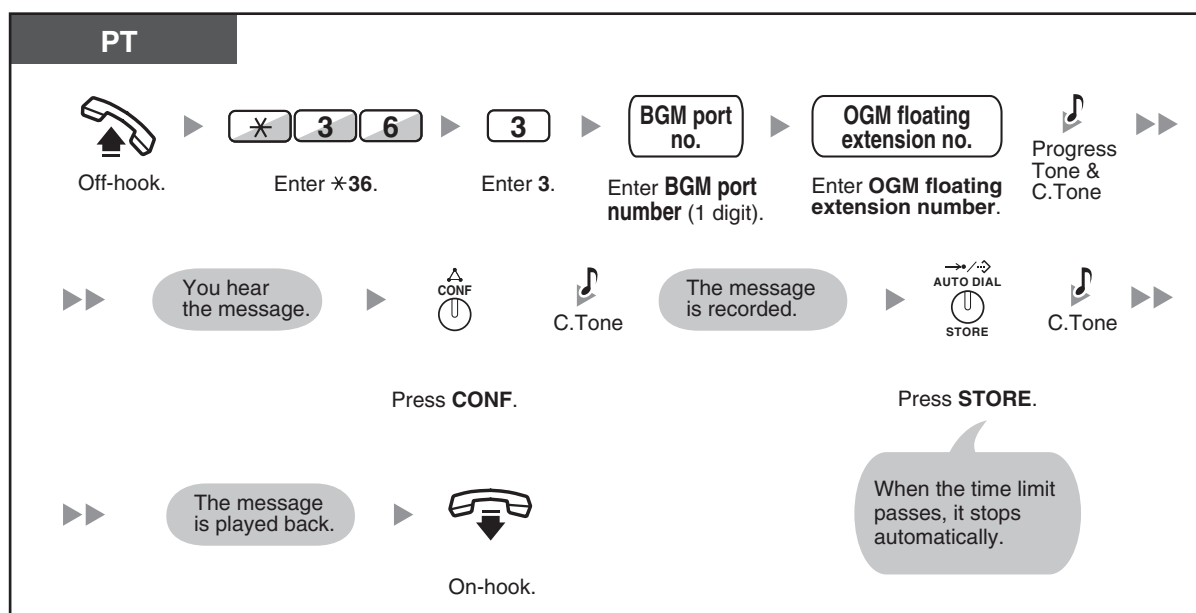 PT
✳ 3 6
3
BGM port
no.
OGM floating
extension no.
Off-hook.
Enter ✳36.
Enter 3.
Enter BGM port
number (1 digit).
Enter OGM floating
extension number.
Progress
Tone &
C.Tone
You hear
the message.
CONF
C.Tone
The message
is recorded.
AUTO DIAL
STORE
C.Tone
Press CONF.
Press STORE.
The message
is played back.
When the time limit
passes, it stops
automatically.
On-hook.